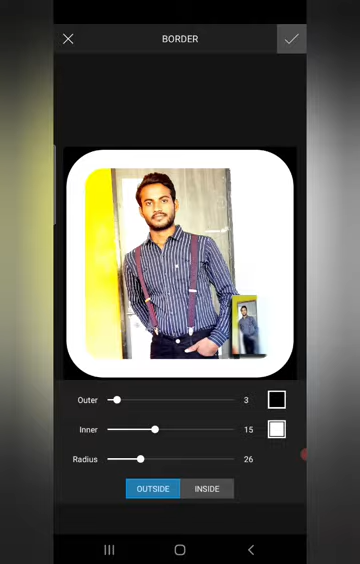 BORDER
Outer 3
Inner 15
Radius 26
OUTSIDE INSIDE